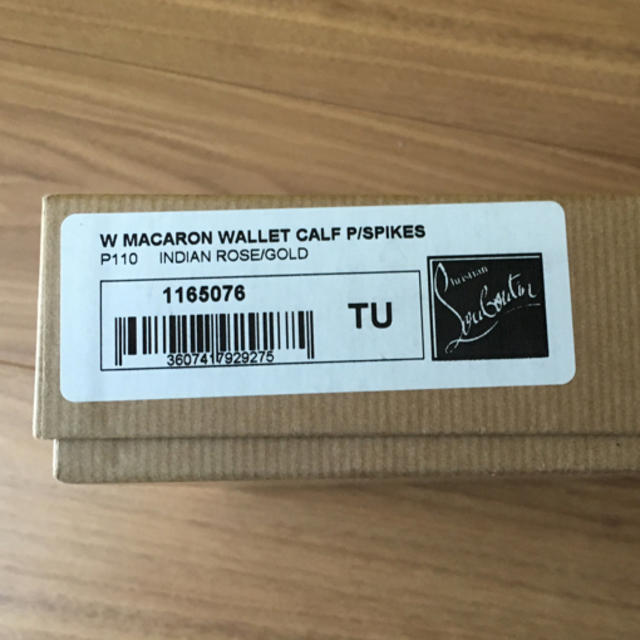 W MACARON WALLET CALF P/SPIKES
P110 INDIAN ROSE/GOLD
1165076
TU
3607417929275
Christian
Louboutin